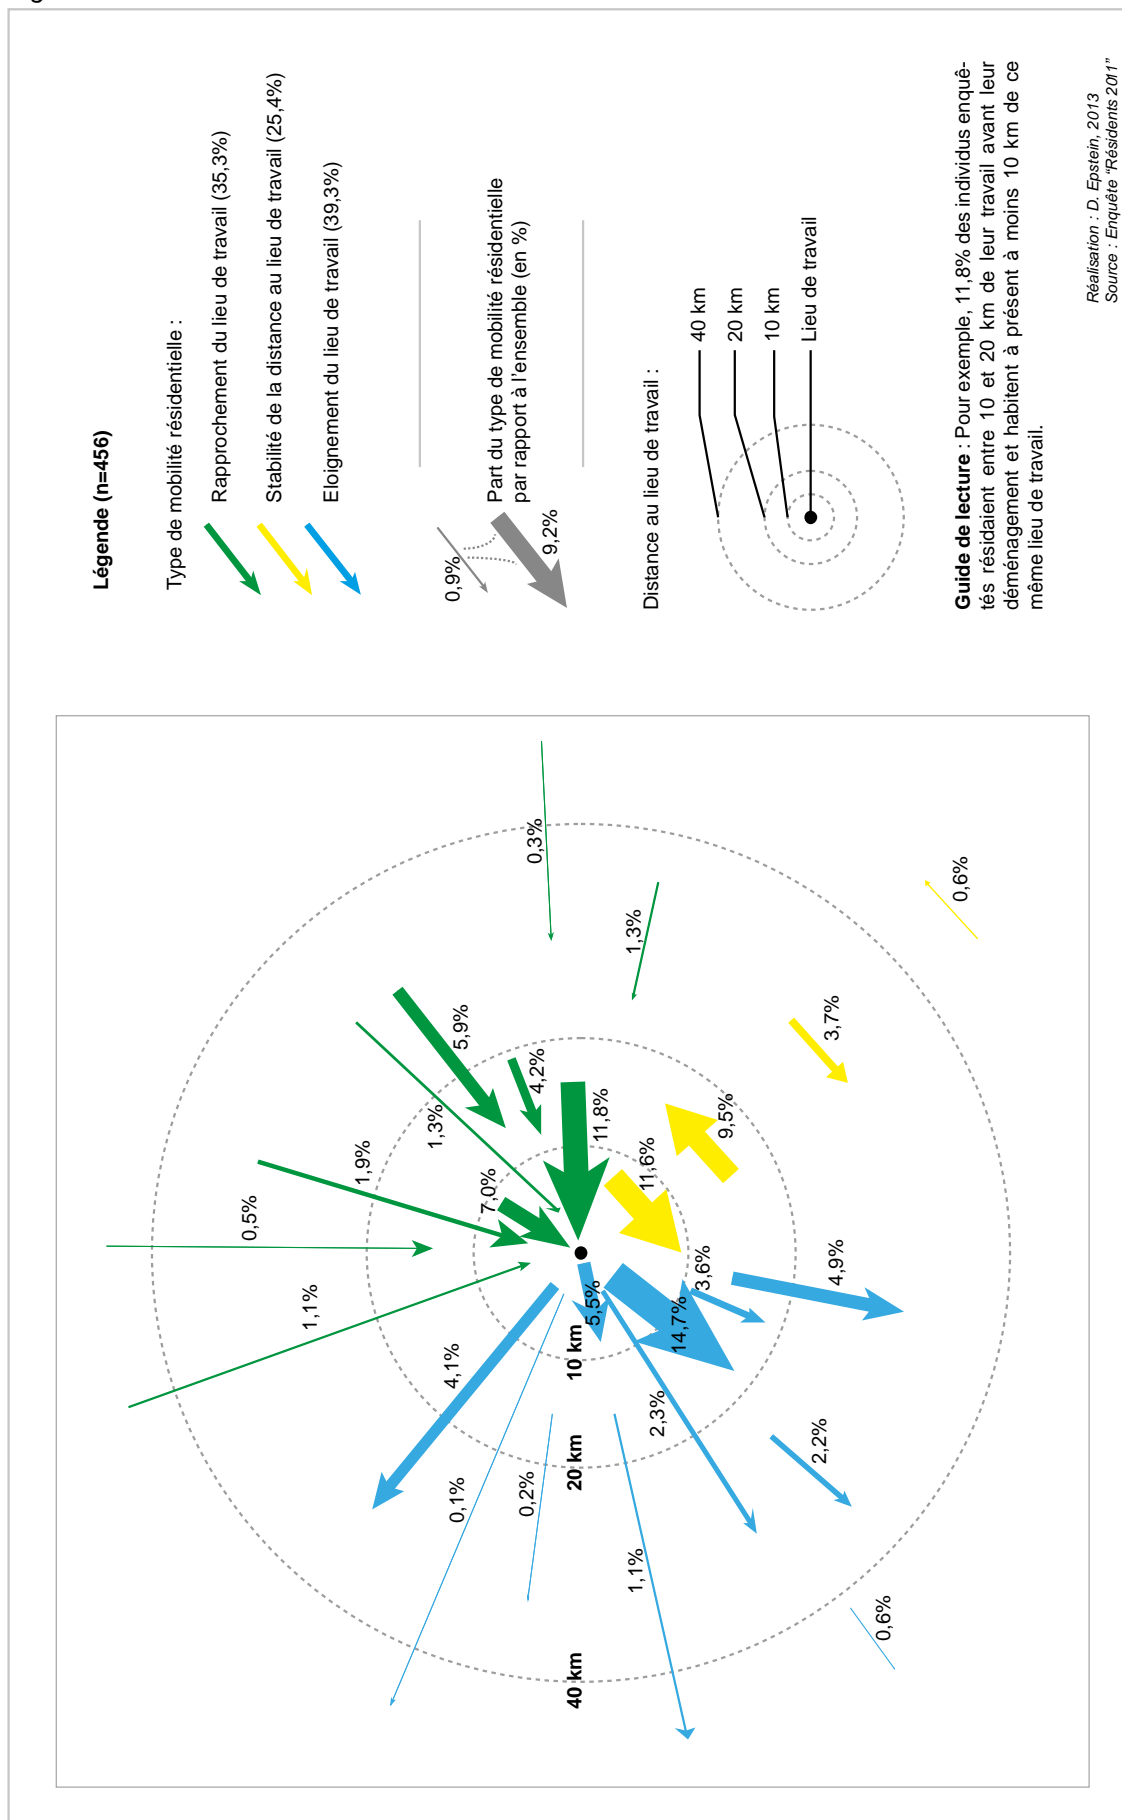 Légende (n=456)
Type de mobilité résidentielle :
Rapprochement du lieu de travail (35,3%)
Stabilité de la distance au lieu de travail (25,4%)
Eloignement du lieu de travail (39,3%)
0,9%
9,2%
Part du type de mobilité résidentielle
par rapport à l'ensemble (en %)
Distance au lieu de travail :
40 km
20 km
10 km
Lieu de travail
Guide de lecture : Pour exemple, 11,8% des individus enquê-
tés résidaient entre 10 et 20 km de leur travail avant leur
déménagement et habitent à présent à moins 10 km de ce
même lieu de travail.
Réalisation : D. Epstein, 2013
Source : Enquête “Résidents 2011”
0,5%
1,1%
1,9%
1,3%
5,9%
0,3%
4,2%
7,0%
11,8%
1,3%
4,1%
0,1%
0,2%
5,5%
11,6%
9,5%
3,7%
0,6%
14,7%
3,6%
4,9%
2,3%
2,2%
1,1%
0,6%
10 km
20 km
40 km